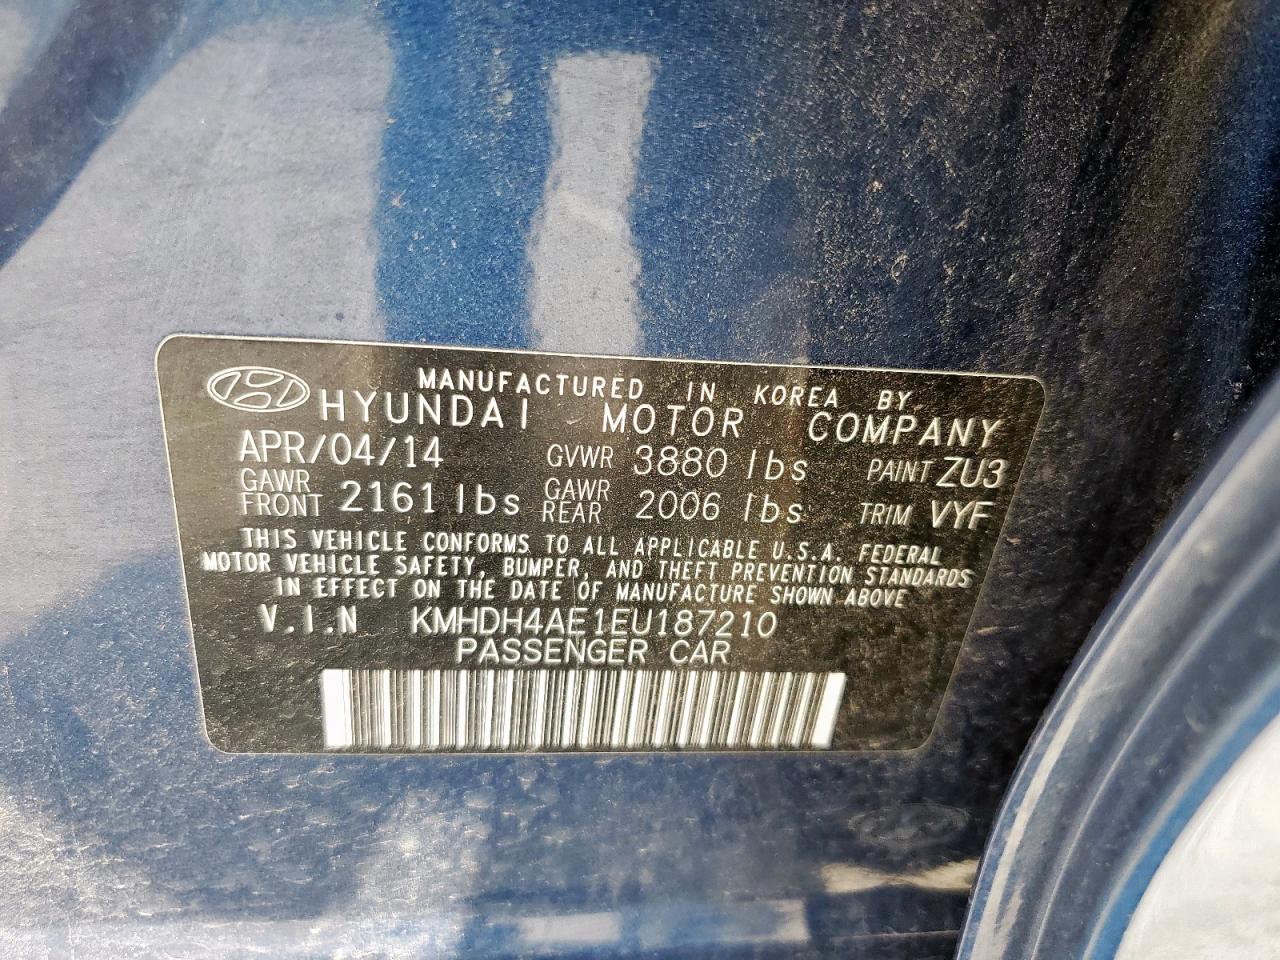 MANUFACTURED IN KOREA BY
HYUNDAI MOTOR COMPANY
APR/04/14 GVWR 3880 lbs PAINT ZU3
GAWR FRONT 2161 lbs GAWR REAR 2006 lbs TRIM VYF
THIS VEHICLE CONFORMS TO ALL APPLICABLE U.S.A. FEDERAL
MOTOR VEHICLE SAFETY, BUMPER, AND THEFT PREVENTION STANDARDS
IN EFFECT ON THE DATE OF MANUFACTURE SHOWN ABOVE
V.I.N KMHDH4AE1EU187210
PASSENGER CAR